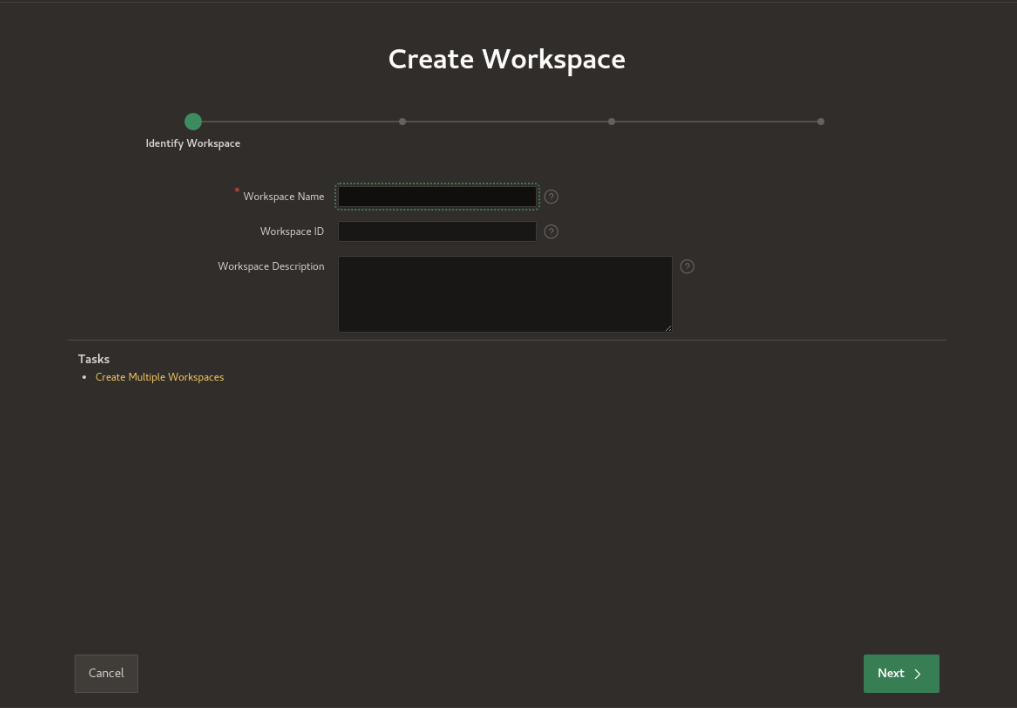 Create Workspace
Identify Workspace
* Workspace Name
Workspace ID
Workspace Description
Tasks
• Create Multiple Workspaces
Cancel
Next